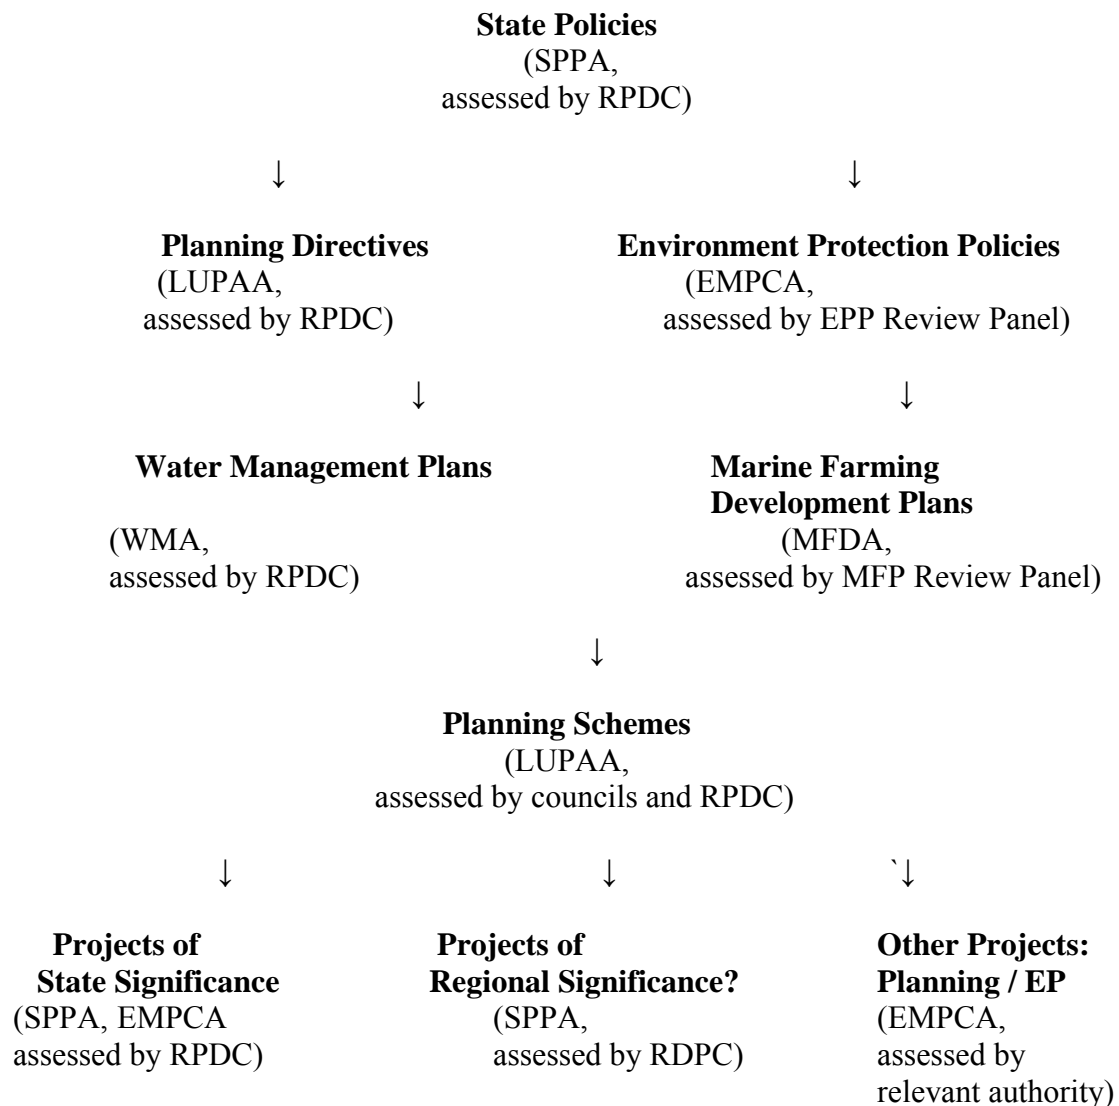 State Policies
(SPPA,
assessed by RPDC)
↓ ↓
Planning Directives
(LUPAA,
assessed by RPDC)
Environment Protection Policies
(EMPCA,
assessed by EPP Review Panel)
↓ ↓
Water Management Plans
(WMA,
assessed by RPDC)
Marine Farming
Development Plans
(MFDA,
assessed by MFP Review Panel)
↓
Planning Schemes
(LUPAA,
assessed by councils and RPDC)
↓ ↓ `↓
Projects of
State Significance
(SPPA, EMPCA
assessed by RPDC)
Projects of
Regional Significance?
(SPPA,
assessed by RDPC)
Other Projects:
Planning / EP
(EMPCA,
assessed by
relevant authority)